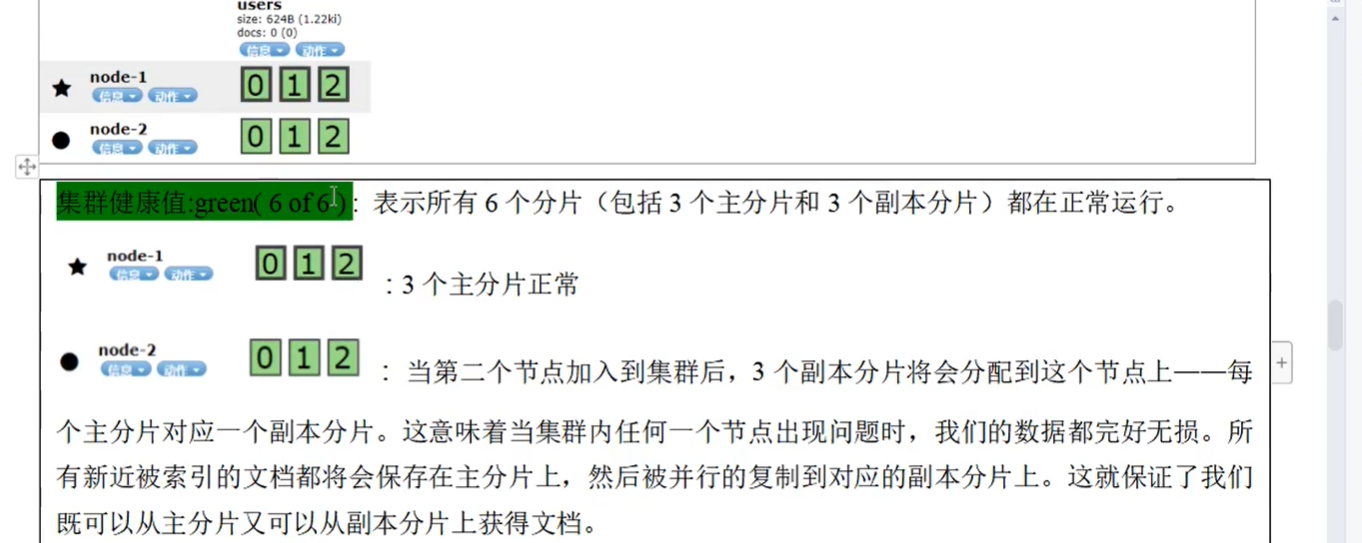 users
size: 624B (1.22ki)
docs: 0 (0)
信息 动作
node-1 0 1 2
信息 动作
node-2 0 1 2
信息 动作
集群健康值:green( 6 of 6 )：表示所有 6 个分片（包括 3 个主分片和 3 个副本分片）都在正常运行。
node-1 0 1 2
信息 动作
：3 个主分片正常
node-2 0 1 2
信息 动作
：当第二个节点加入到集群后，3 个副本分片将会分配到这个节点上——每
个主分片对应一个副本分片。这意味着当集群内任何一个节点出现问题时，我们的数据都完好无损。所
有新近被索引的文档都将会保存在主分片上，然后被并行的复制到对应的副本分片上。这就保证了我们
既可以从主分片又可以从副本分片上获得文档。